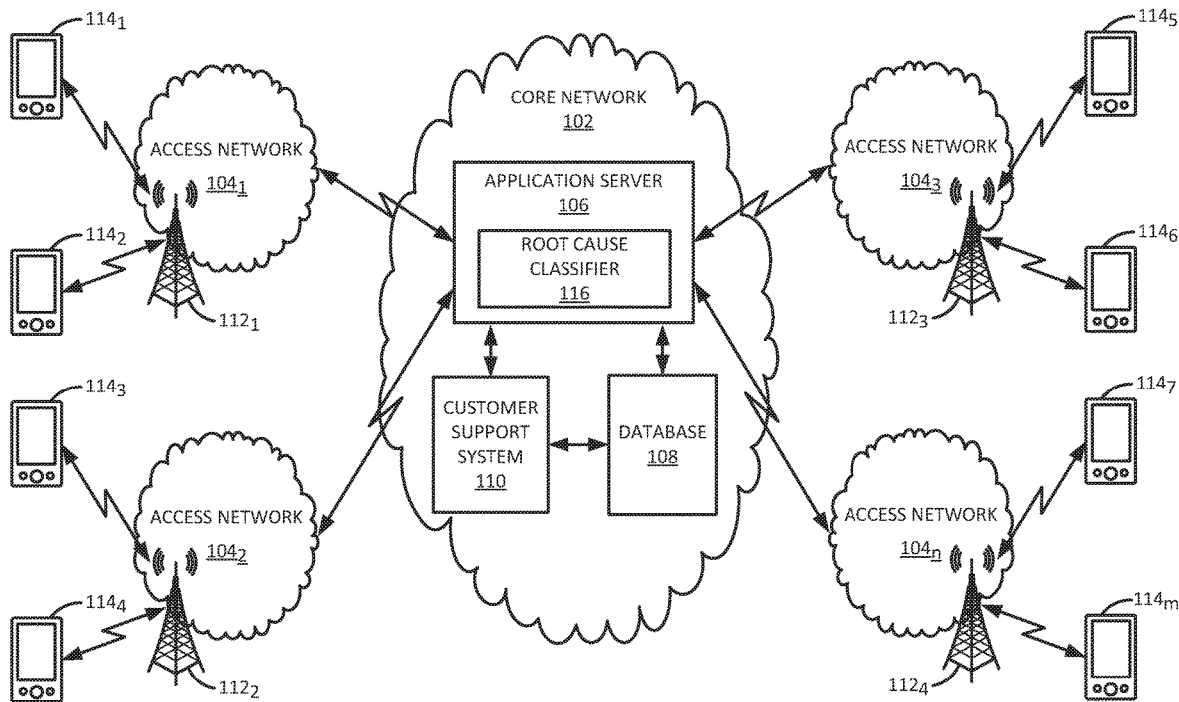 114₁
ACCESS NETWORK
104₁
114₂
112₁
114₃
ACCESS NETWORK
104₂
114₄
112₂
CORE NETWORK
102
APPLICATION SERVER
106
ROOT CAUSE
CLASSIFIER
116
CUSTOMER
SUPPORT
SYSTEM
110
DATABASE
108
114₅
ACCESS NETWORK
104₃
114₆
112₃
114₇
ACCESS NETWORK
104ₙ
114ₘ
112₄